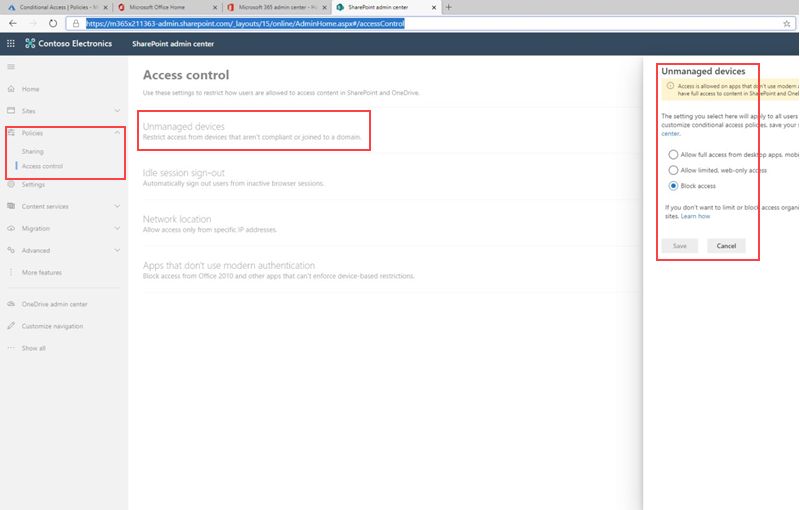 Conditional Access | Policies - M
Microsoft Office Home
Microsoft 365 admin center - H
SharePoint admin center
https://m365x211363-admin.sharepoint.com/_layouts/15/online/AdminHome.aspx#/accessControl
Contoso Electronics
SharePoint admin center
Home
Sites
Policies
Sharing
Access control
Settings
Content services
Migration
Advanced
More features
OneDrive admin center
Customize navigation
Show all
Access control
Use these settings to restrict how users are allowed to access content in SharePoint and OneDrive.
Unmanaged devices
Restrict access from devices that aren't compliant or joined to a domain.
Idle session sign-out
Automatically sign out users from inactive browser sessions.
Network location
Allow access only from specific IP addresses.
Apps that don't use modern authentication
Block access from Office 2010 and other apps that can't enforce device-based restrictions.
Unmanaged devices
Access is allowed on apps that don't use modern a
have full access to content in SharePoint and OneD
The setting you select here will apply to all users
customize conditional access policies, save your s
center.
Allow full access from desktop apps, mobi
Allow limited, web-only access
Block access
If you don't want to limit or block access organi
sites. Learn how
Save
Cancel